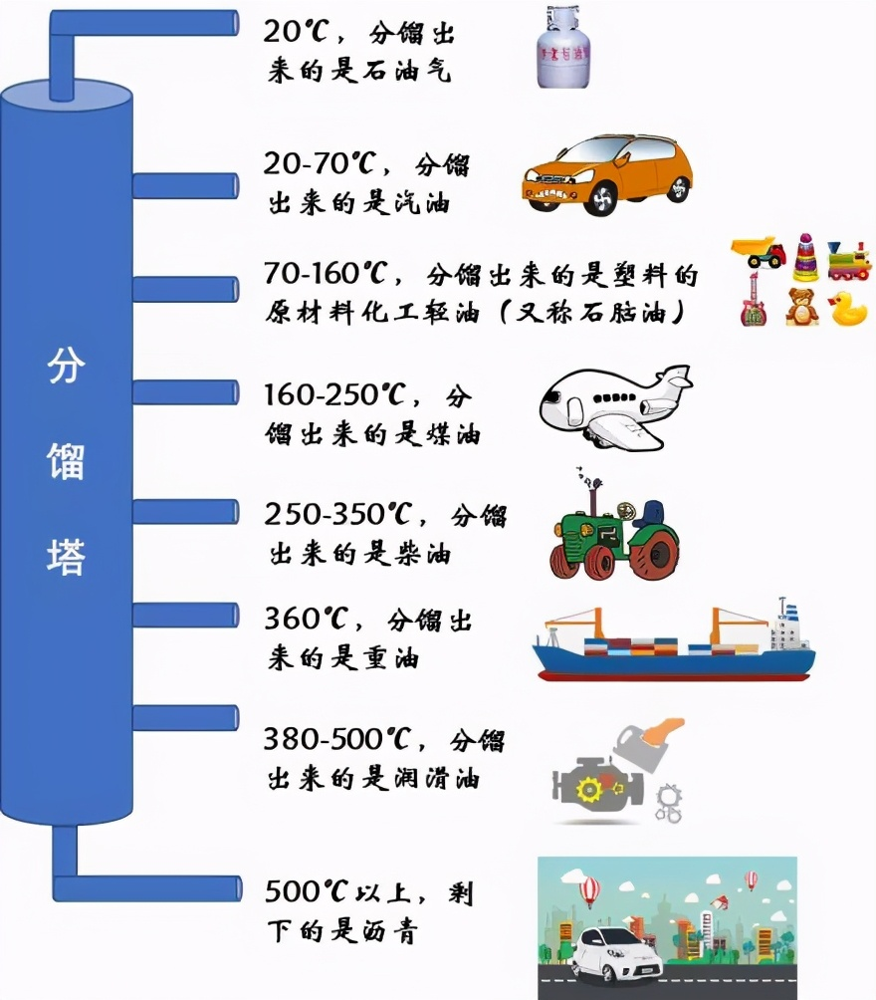 20℃，分馏出
来的是石油气
20-70℃，分馏
出来的是汽油
70-160℃，分馏出来的是塑料的
原材料化工轻油（又称石脑油）
160-250℃，分
馏出来的是煤油
分
馏
塔
250-350℃，分馏
出来的是柴油
360℃，分馏出
来的是重油
380-500℃，分馏
出来的是润滑油
500℃以上，剩
下的是沥青